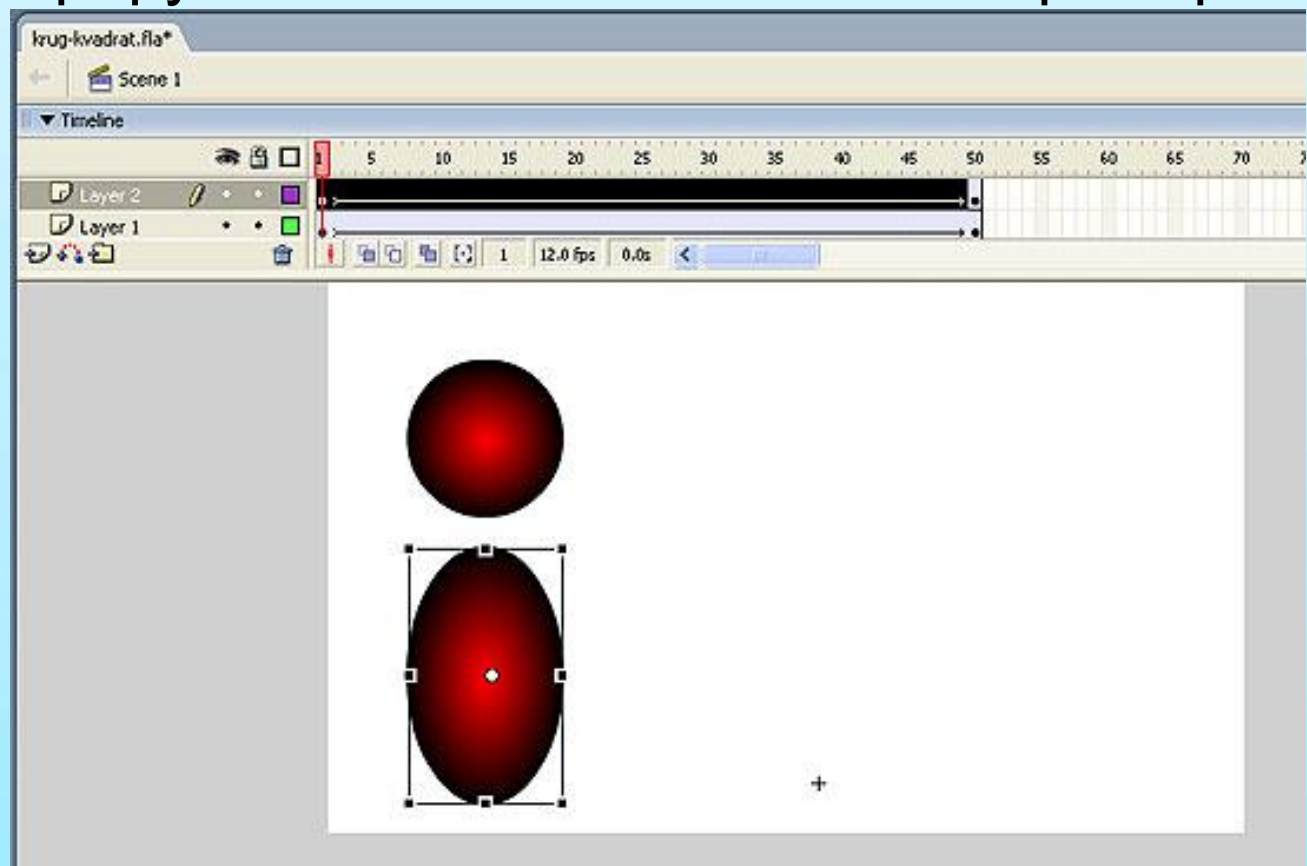 krug-kvadrat.fla*
Scene 1
Timeline
1 5 10 15 20 25 30 35 40 45 50 55 60 65 70
Layer 2
Layer 1
1 12.0 fps 0.0s